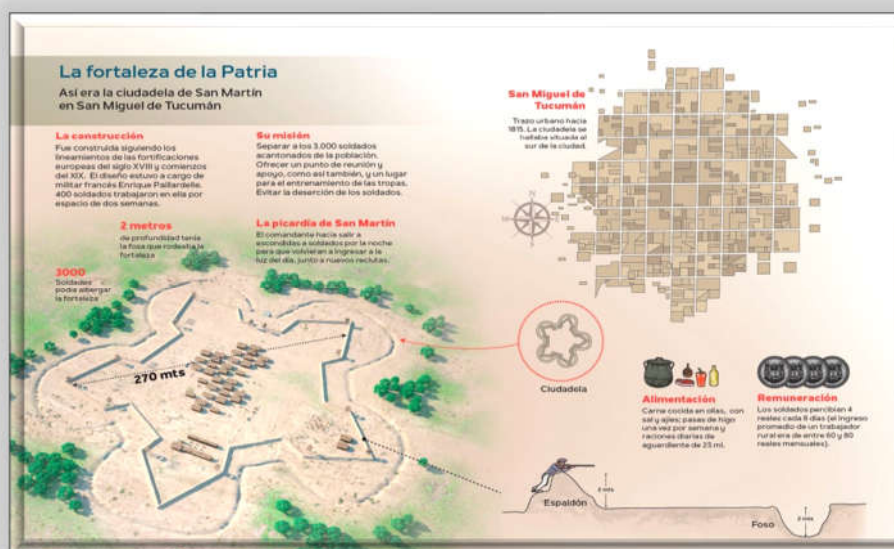 La fortaleza de la Patria
Así era la ciudadela de San Martín
en San Miguel de Tucumán
La construcción
Fue construida siguiendo los
lineamientos de las fortificaciones
europeas del siglo XVIII y comienzos
del XIX. El diseño estuvo a cargo de
militar francés Enrique Paillardelle.
400 soldados trabajaron en ella por
espacio de dos semanas.
Su misión
Separar a los 3.000 soldados
acantonados de la población.
Ofrecer un punto de reunión y
apoyo, como así también, y un lugar
para el entrenamiento de las tropas.
Evitar la deserción de los soldados.
2 metros
de profundidad tenía
la fosa que rodeaba la
fortaleza
La picardía de San Martín
El comandante hacía salir a
escondidas a soldados por la noche
para que volvieran a ingresar a la
luz del día, junto a nuevos reclutas.
3000
Soldados
podía albergar
la fortaleza
270 mts
San Miguel de
Tucumán
Trazo urbano hacia
1815. La ciudadela se
hallaba situada al
sur de la ciudad.
Ciudadela
Alimentación
Carne cocida en ollas, con
sal y ajíes; pasas de higo
una vez por semana y
raciones diarias de
aguardiente de 25 ml.
Remuneración
Los soldados percibían 4
reales cada 8 días (el ingreso
promedio de un trabajador
rural era de entre 60 y 80
reales mensuales).
Espaldón
2 mts
Foso
2 mts